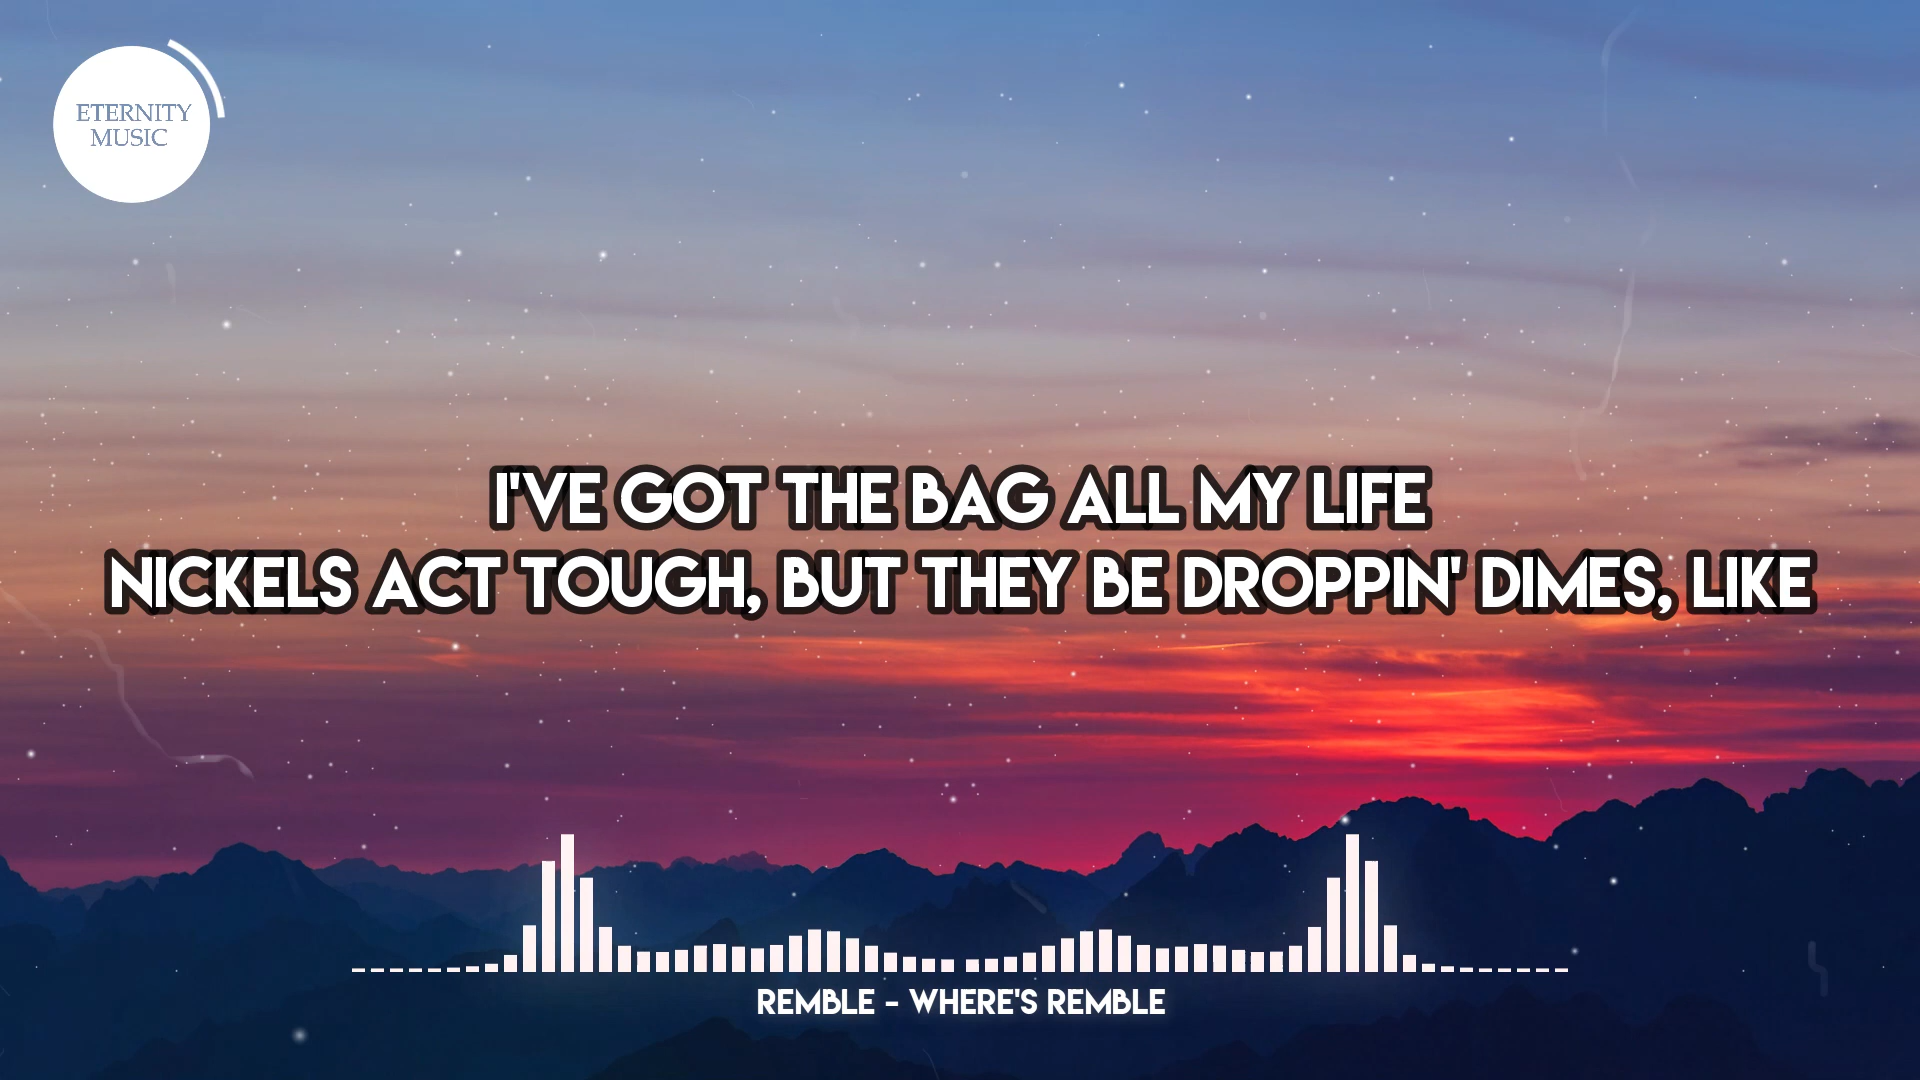 ETERNITY
MUSIC
I'VE GOT THE BAG ALL MY LIFE
NICKELS ACT TOUGH, BUT THEY BE DROPPIN' DIMES, LIKE
REMBLE - WHERE'S REMBLE